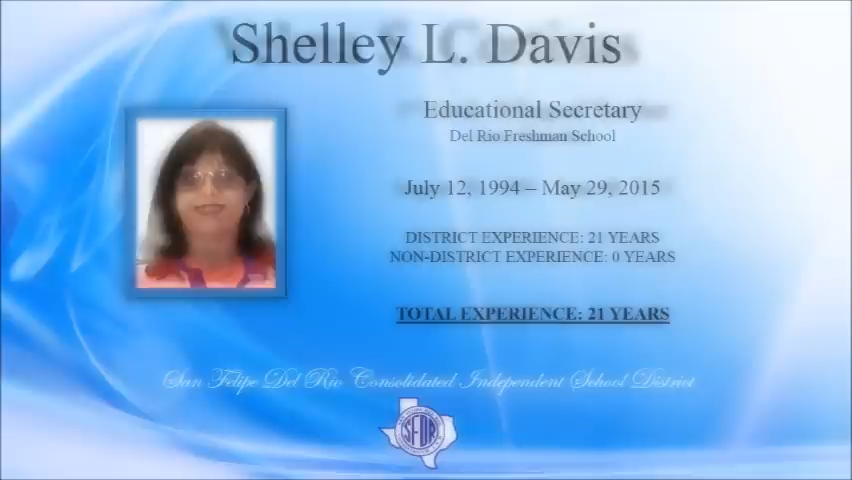 Shelley L. Davis
Educational Secretary
Del Rio Freshman School
July 12, 1994 – May 29, 2015
DISTRICT EXPERIENCE: 21 YEARS
NON-DISTRICT EXPERIENCE: 0 YEARS
TOTAL EXPERIENCE: 21 YEARS
San Felipe Del Rio Consolidated Independent School District
SFDR